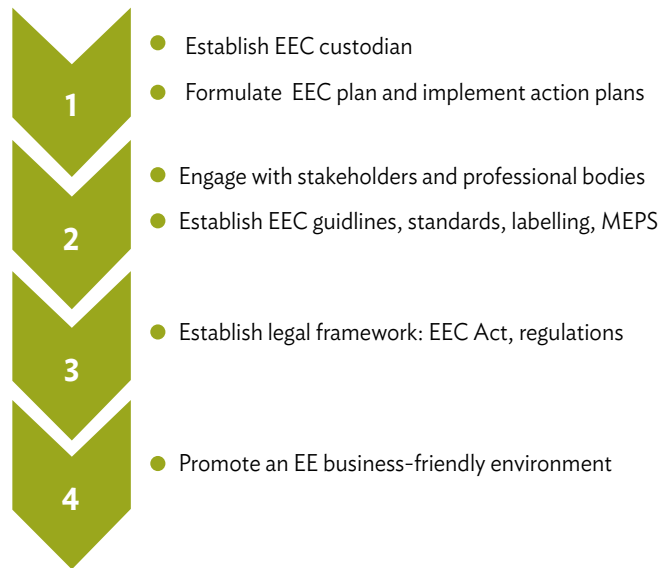 Establish EEC custodian
1
Formulate EEC plan and implement action plans
Engage with stakeholders and professional bodies
2
Establish EEC guidlines, standards, labelling, MEPS
3
Establish legal framework: EEC Act, regulations
4
Promote an EE business-friendly environment